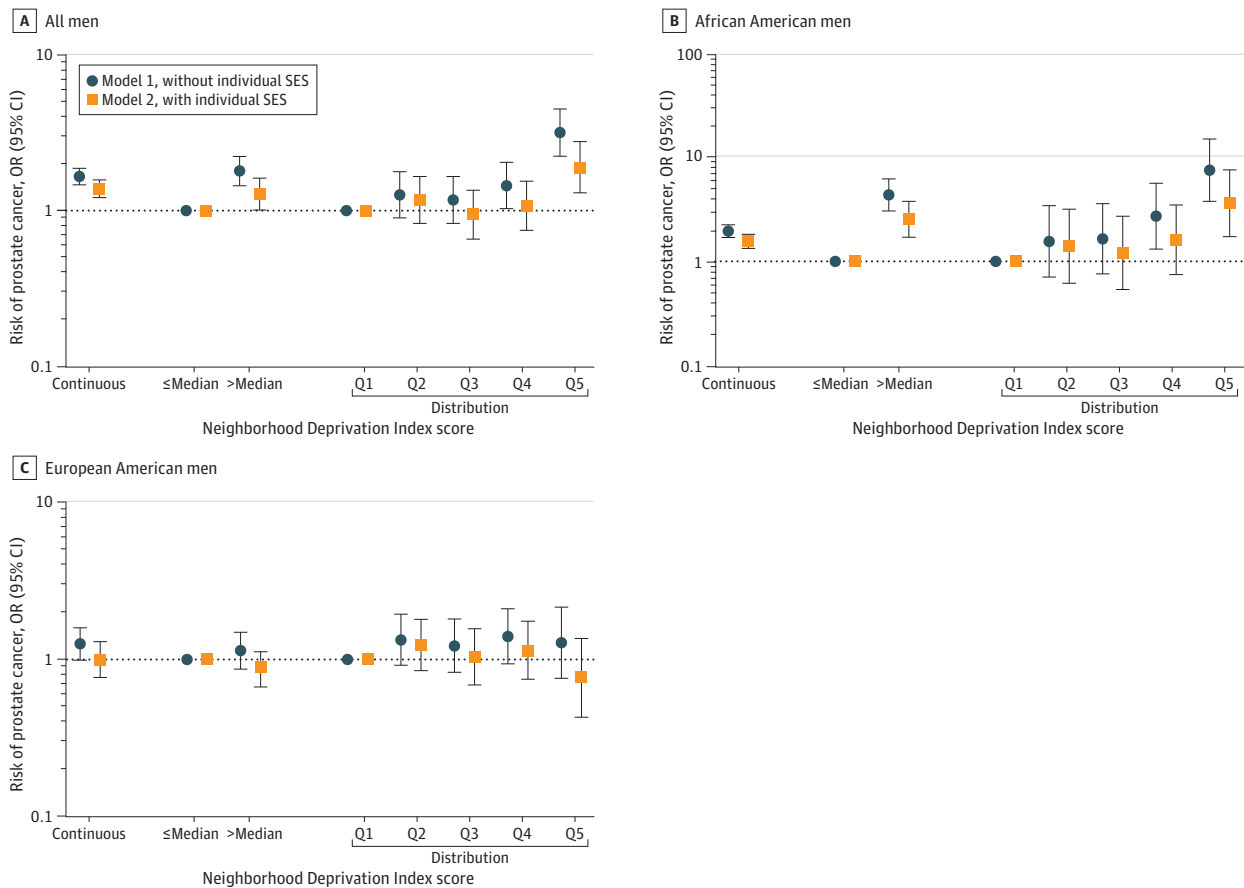 A All men
Risk of prostate cancer, OR (95% CI)
10
1
0.1
Model 1, without individual SES
Model 2, with individual SES
Continuous ≤Median >Median Q1 Q2 Q3 Q4 Q5
Distribution
Neighborhood Deprivation Index score
B African American men
Risk of prostate cancer, OR (95% CI)
100
10
1
0.1
Continuous ≤Median >Median Q1 Q2 Q3 Q4 Q5
Distribution
Neighborhood Deprivation Index score
C European American men
Risk of prostate cancer, OR (95% CI)
10
1
0.1
Continuous ≤Median >Median Q1 Q2 Q3 Q4 Q5
Distribution
Neighborhood Deprivation Index score